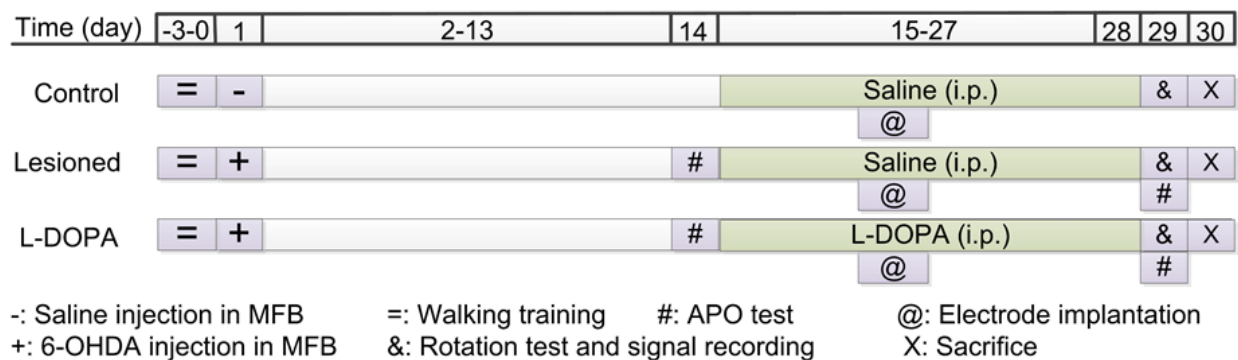 Time (day) -3-0 1 2-13 14 15-27 28 29 30
Control = - Saline (i.p.) & X
@
Lesioned = + # Saline (i.p.) & X
@ #
L-DOPA = + # L-DOPA (i.p.) & X
@ #
-: Saline injection in MFB =: Walking training #: APO test @: Electrode implantation
+: 6-OHDA injection in MFB &: Rotation test and signal recording X: Sacrifice